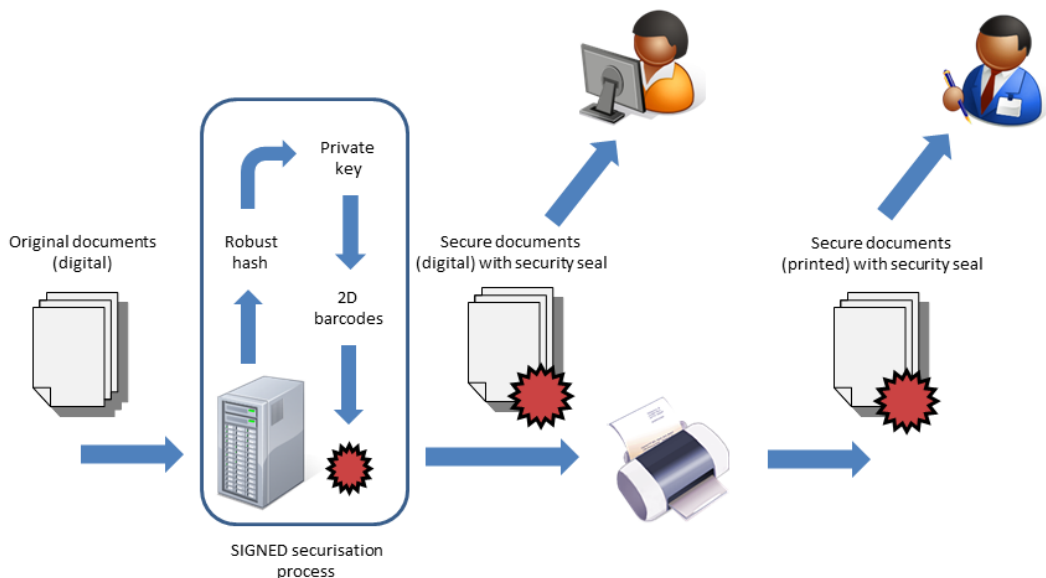 Original documents
(digital)
Robust
hash
Private
key
2D
barcodes
SIGNED securisation
process
Secure documents
(digital) with security seal
Secure documents
(printed) with security seal